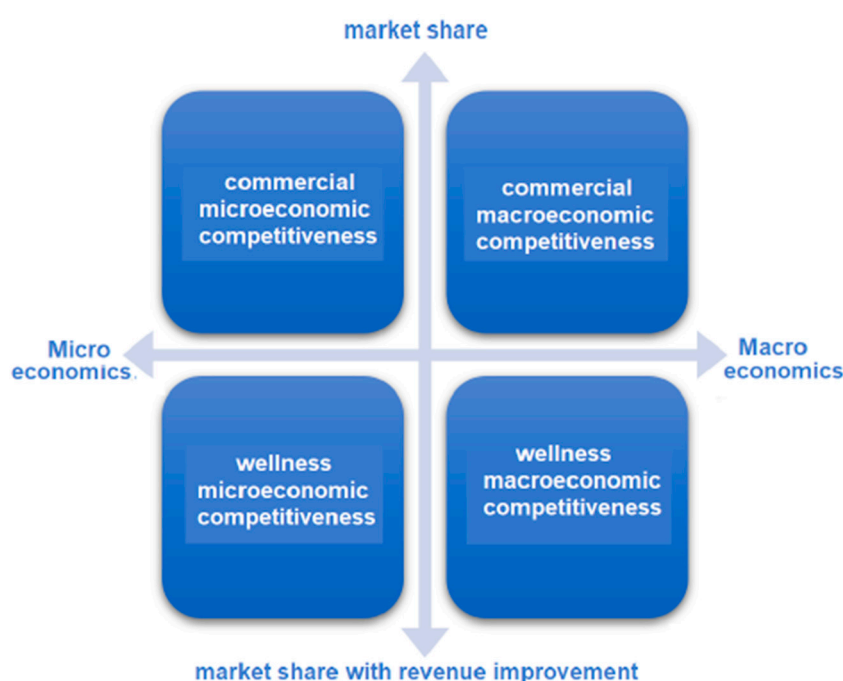 market share
commercial
microeconomic
competitiveness
commercial
macroeconomic
competitiveness
Micro
economics.
Macro
economics
wellness
microeconomic
competitiveness
wellness
macroeconomic
competitiveness
market share with revenue improvement